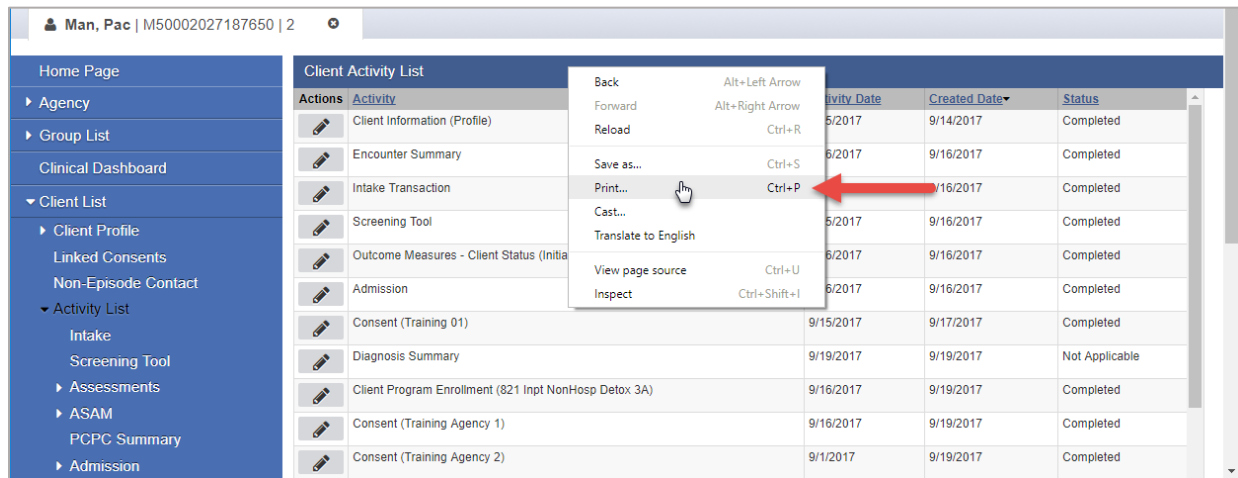 Man, Pac | M50002027187650 | 2
Home Page
Agency
Group List
Clinical Dashboard
Client List
Client Profile
Linked Consents
Non-Episode Contact
Activity List
Intake
Screening Tool
Assessments
ASAM
PCPC Summary
Admission
Client Activity List
Actions Activity tivity Date Created Date Status
Client Information (Profile) 5/2017 9/14/2017 Completed
Encounter Summary 6/2017 9/16/2017 Completed
Intake Transaction /16/2017 Completed
Screening Tool 5/2017 9/16/2017 Completed
Outcome Measures - Client Status (Initia 6/2017 9/16/2017 Completed
Admission 6/2017 9/16/2017 Completed
Consent (Training 01) 9/15/2017 9/17/2017 Completed
Diagnosis Summary 9/19/2017 9/19/2017 Not Applicable
Client Program Enrollment (821 Inpt NonHosp Detox 3A) 9/16/2017 9/19/2017 Completed
Consent (Training Agency 1) 9/16/2017 9/19/2017 Completed
Consent (Training Agency 2) 9/1/2017 9/19/2017 Completed
Back Alt+Left Arrow
Forward Alt+Right Arrow
Reload Ctrl+R
Save as... Ctrl+S
Print... Ctrl+P
Cast...
Translate to English
View page source Ctrl+U
Inspect Ctrl+Shift+I